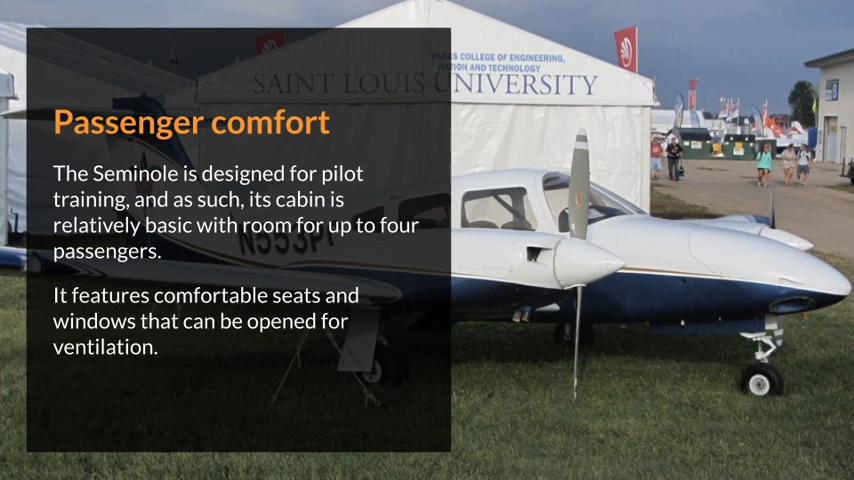 PARKS COLLEGE OF ENGINEERING,
AVIATION AND TECHNOLOGY
SAINT LOUIS UNIVERSITY
Passenger comfort
The Seminole is designed for pilot
training, and as such, its cabin is
relatively basic with room for up to four
passengers.
It features comfortable seats and
windows that can be opened for
ventilation.